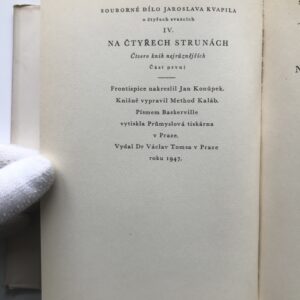 SOUBORNÉ DÍLO JAROSLAVA KVAPILA
o čtyřech svazcích
IV.
NA ČTYŘECH STRUNÁCH
Čtvero knih nejrůznějších
Část první
Frontispice nakreslil Jan Konůpek.
Knižně vypravil Method Kaláb.
Písmem Baskerville
vytiskla Průmyslová tiskárna
v Praze.
Vydal Dr Václav Tomsa v Praze
roku 1947.
N